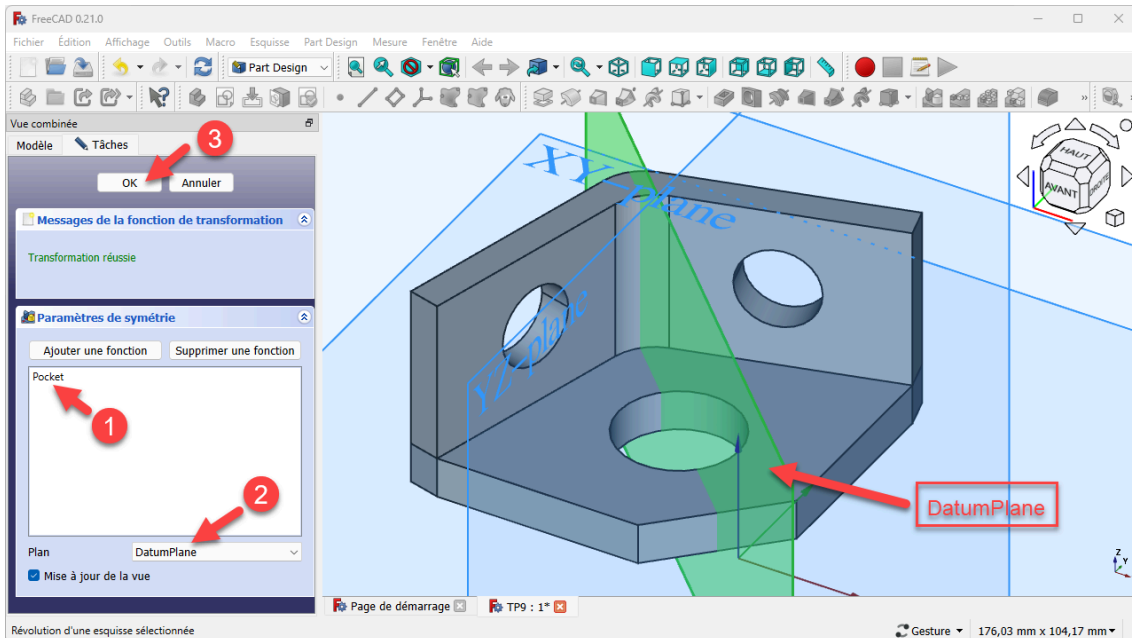 FreeCAD 0.21.0
Fichier Édition Affichage Outils Macro Esquisse Part Design Mesure Fenêtre Aide
Part Design
Vue combinée
Modèle Tâches
3
OK Annuler
Messages de la fonction de transformation
Transformation réussie
Paramètres de symétrie
Ajouter une fonction Supprimer une fonction
Pocket
1
2
Plan DatumPlane
Mise à jour de la vue
XY-plane
YZ-plane
HAUT
AVANT
DROITE
DatumPlane
Z
Y
Page de démarrage TP9 : 1*
Révolution d'une esquisse sélectionnée
Gesture 176,03 mm x 104,17 mm